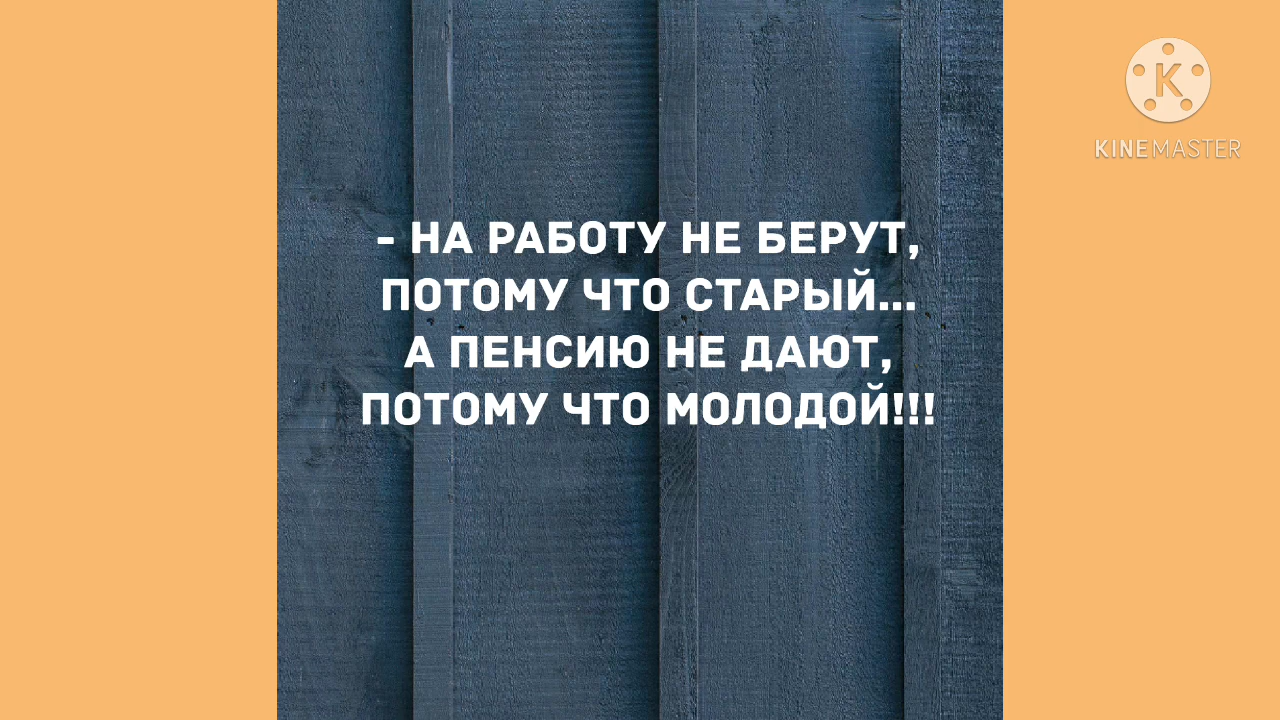 KINEMASTER
- НА РАБОТУ НЕ БЕРУТ,
ПОТОМУ ЧТО СТАРЫЙ...
А ПЕНСИЮ НЕ ДАЮТ,
ПОТОМУ ЧТО МОЛОДОЙ!!!